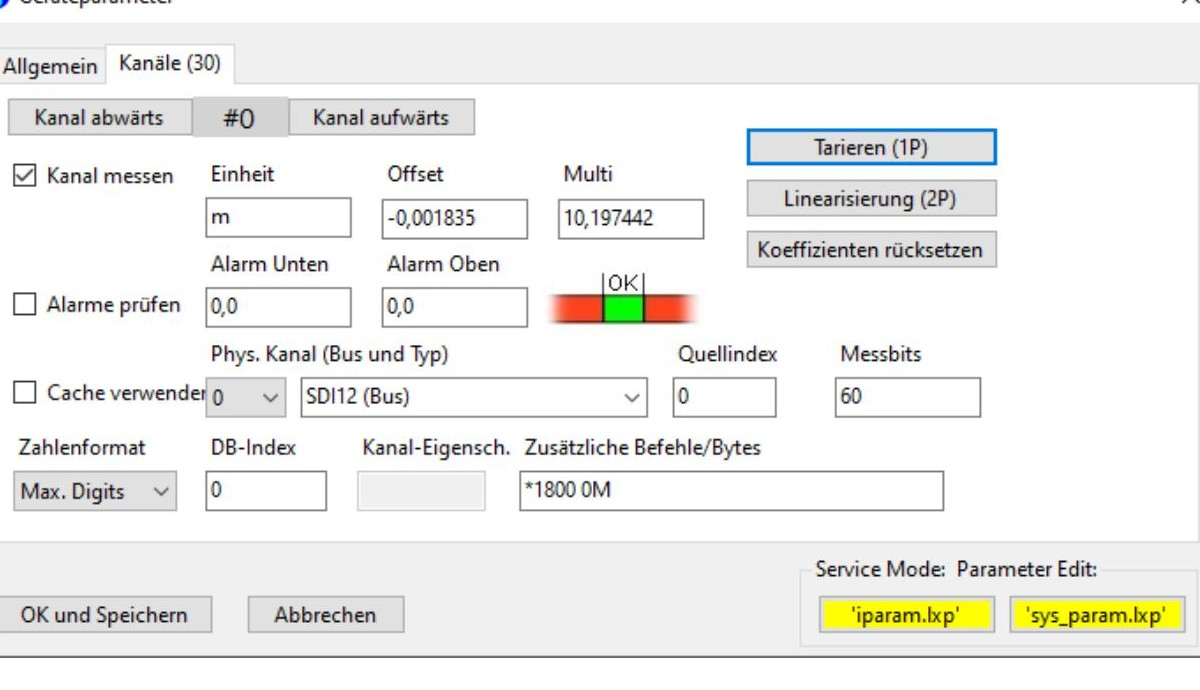 Geräteparameter
Allgemein Kanäle (30)
Kanal abwärts #0 Kanal aufwärts
Tarieren (1P)
Kanal messen Einheit Offset Multi
Linearisierung (2P)
m -0,001835 10,197442
Koeffizienten rücksetzen
Alarm Unten Alarm Oben
OK
Alarme prüfen 0,0 0,0
Phys. Kanal (Bus und Typ) Quellindex Messbits
Cache verwenden 0 SDI12 (Bus) 0 60
Zahlenformat DB-Index Kanal-Eigensch. Zusätzliche Befehle/Bytes
Max. Digits 0 *1800 0M
Service Mode: Parameter Edit:
OK und Speichern Abbrechen 'iparam.lxp' 'sys_param.lxp'